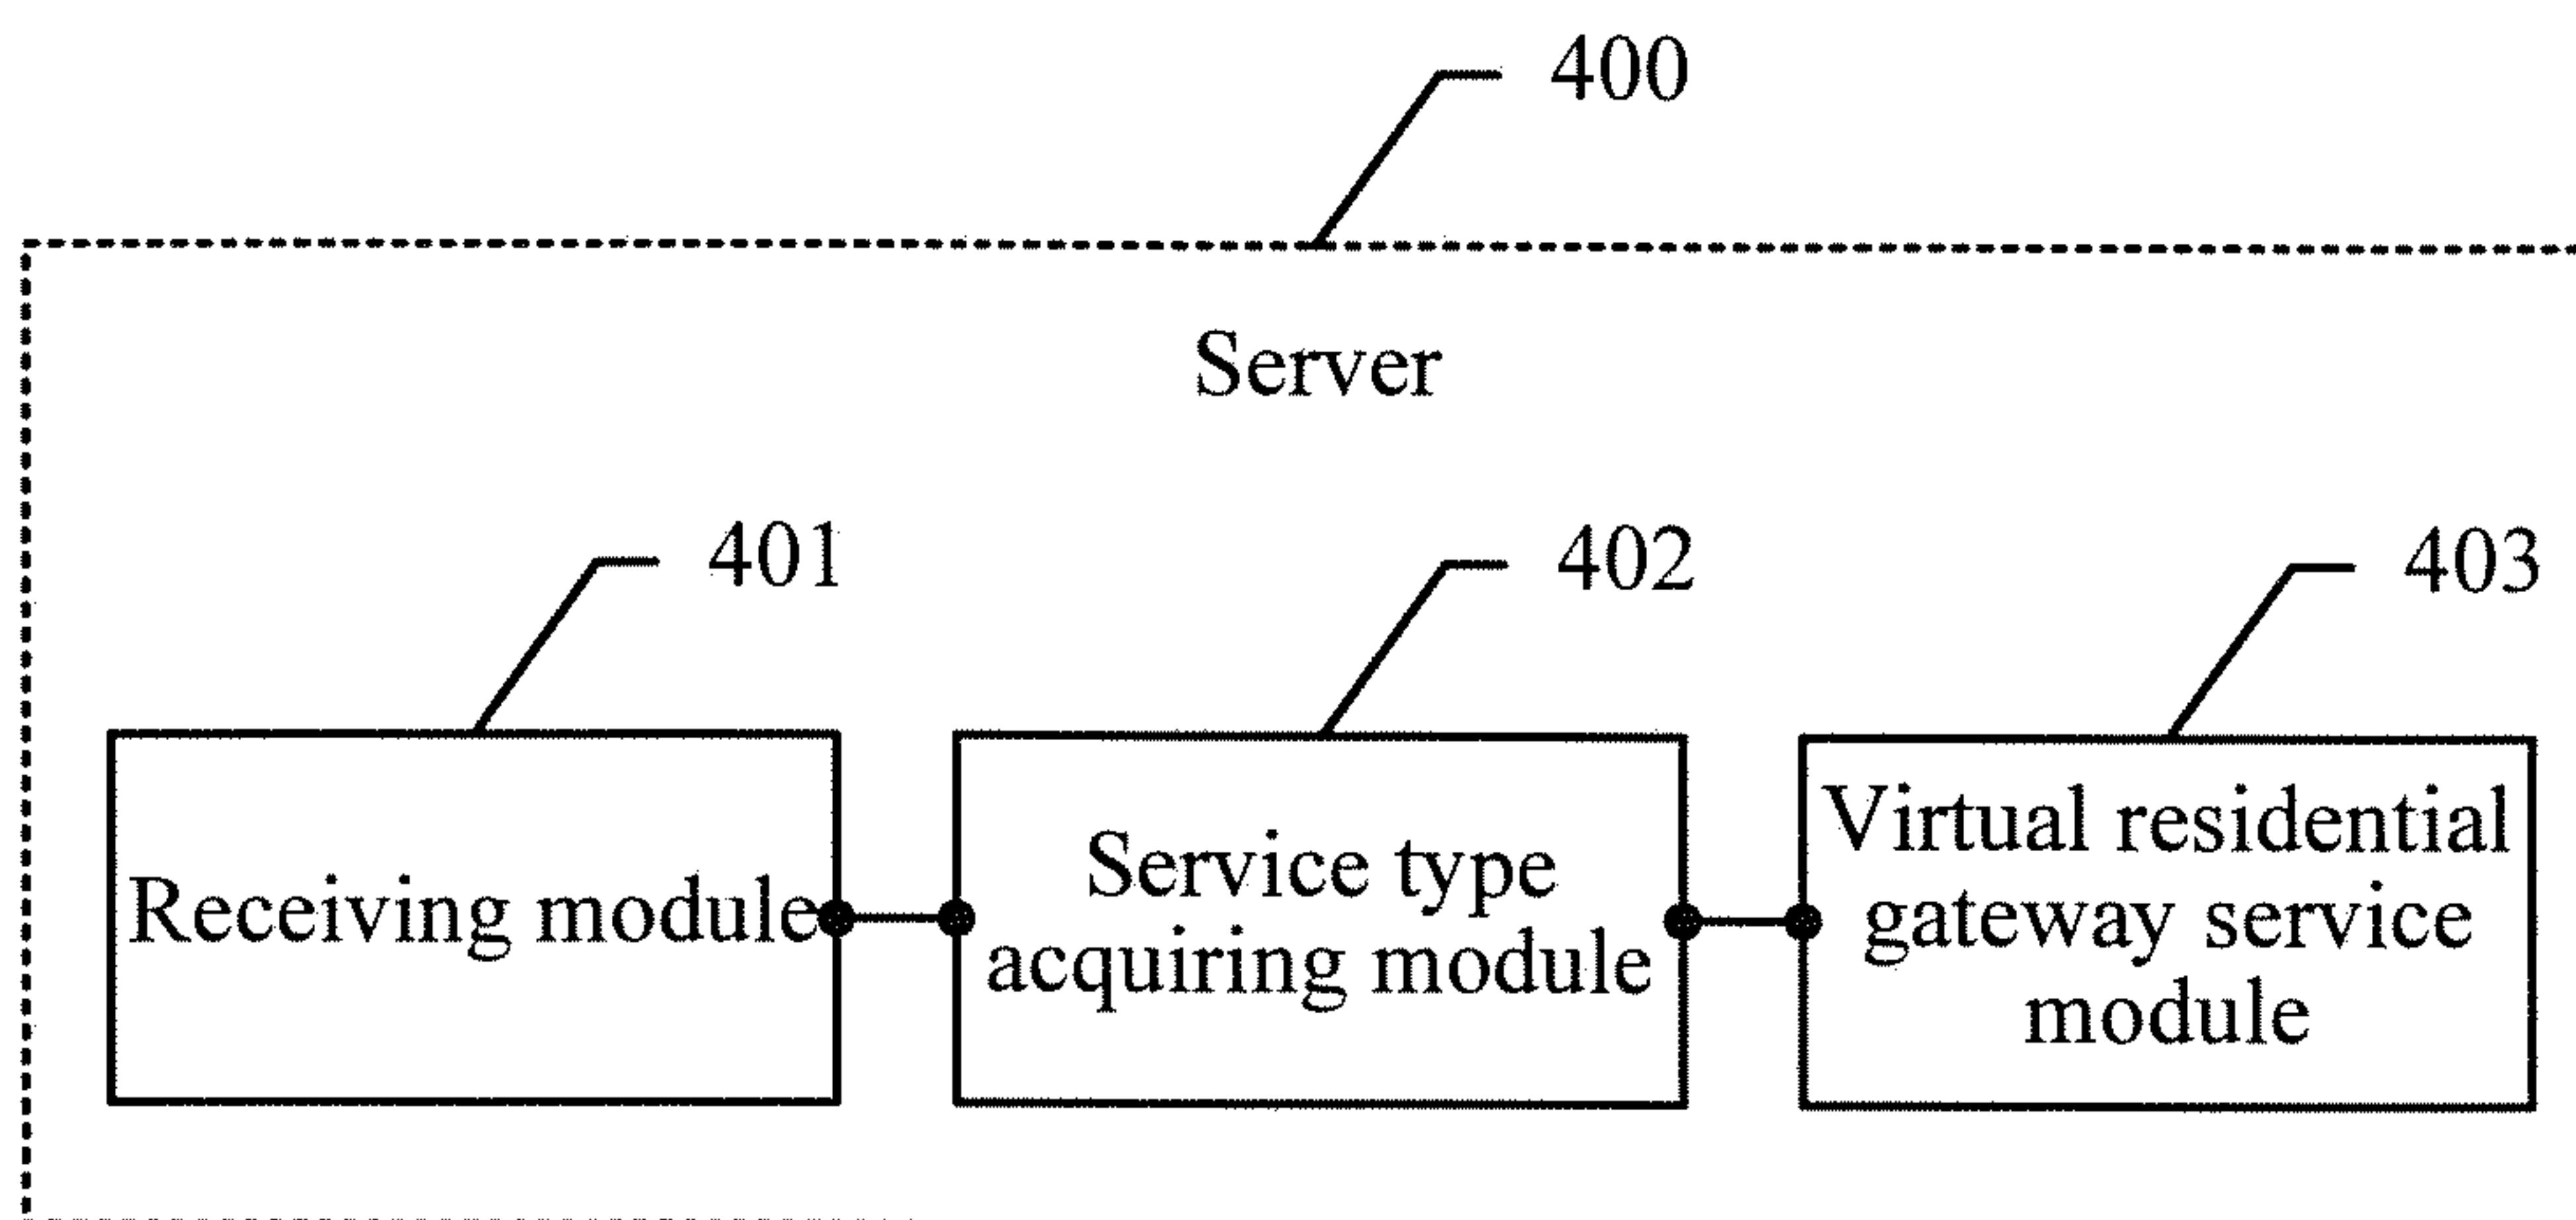 400
Server
401
402
403
Receiving module
Service type
acquiring module
Virtual residential
gateway service
module